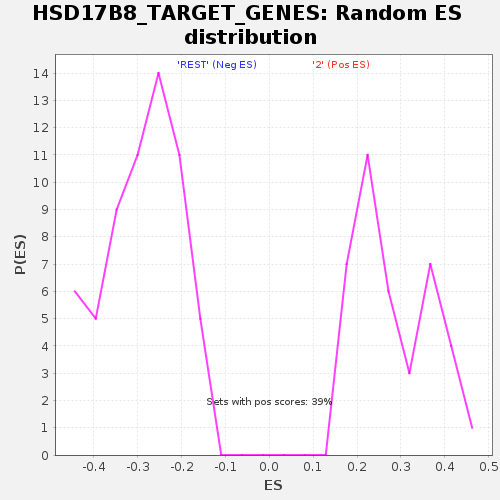 HSD17B8_TARGET_GENES: Random ES
distribution
'REST' (Neg ES) '2' (Pos ES)
14
13
12
11
10
9
8
7
6
5
4
3
2
1
0
P(ES)
Sets with pos scores: 39%
-0.4 -0.3 -0.2 -0.1 0.0 0.1 0.2 0.3 0.4 0.5
ES